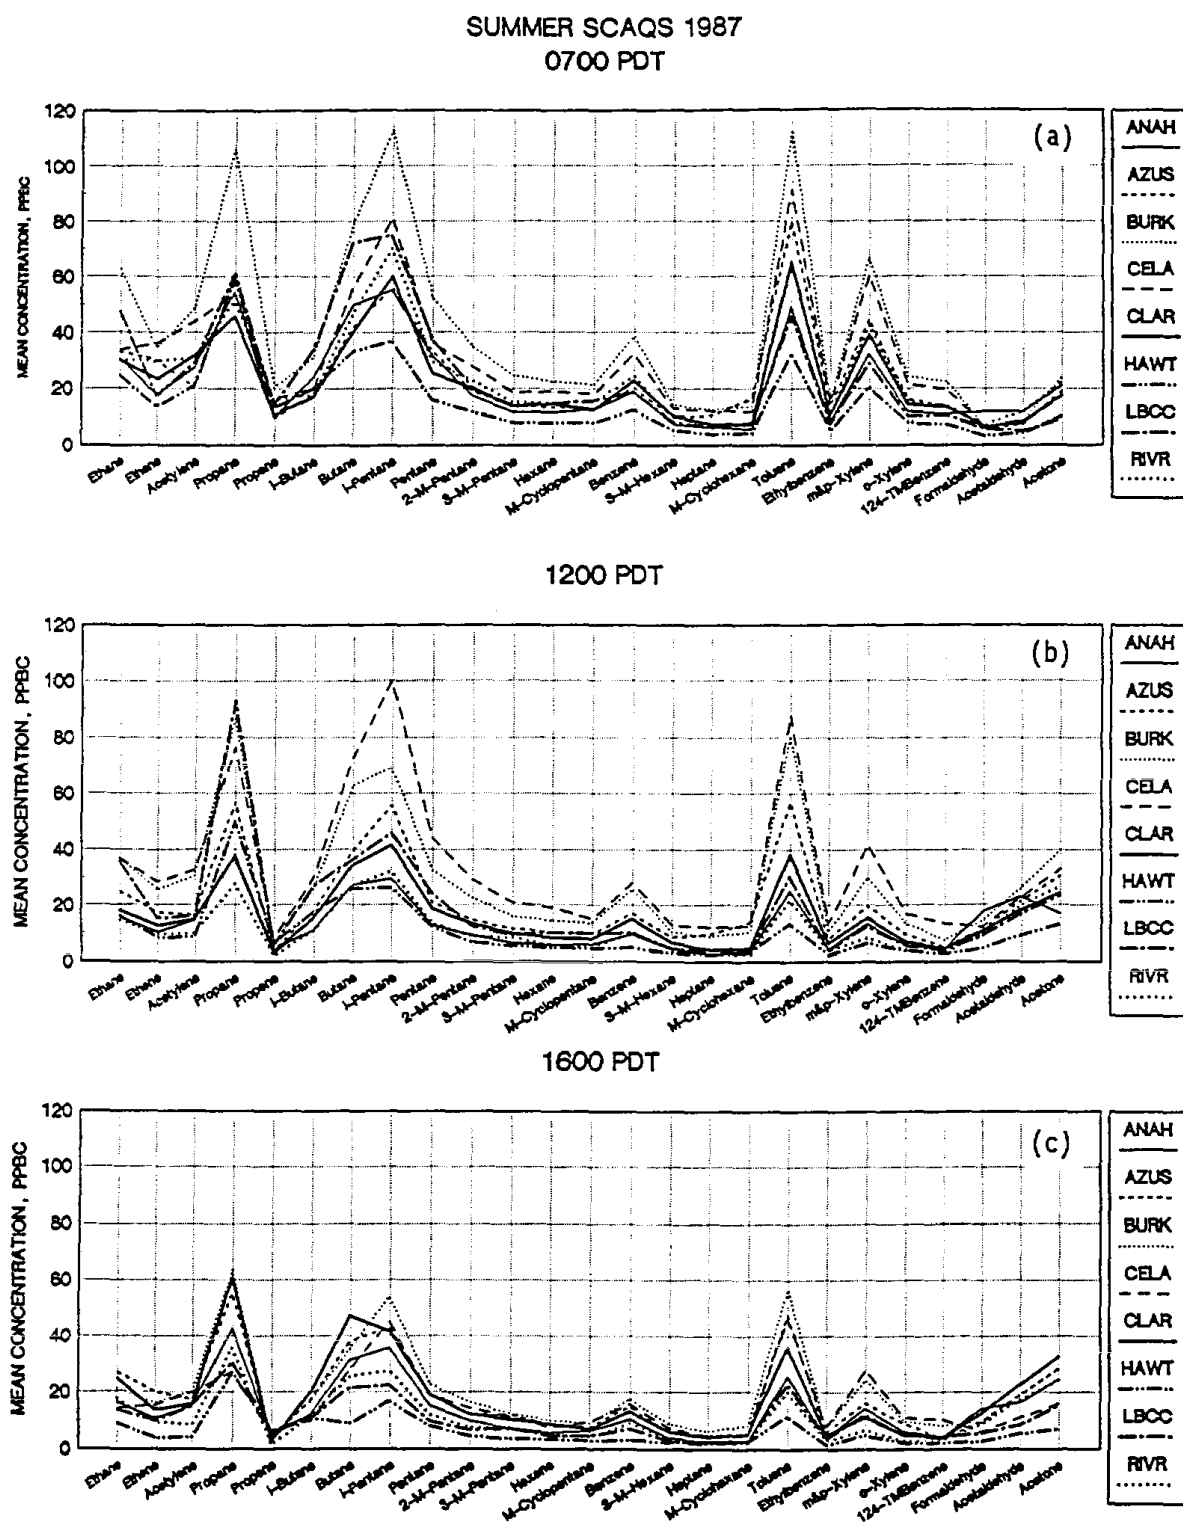 SUMMER SCAQS 1987
0700 PDT
MEAN CONCENTRATION, PPBC
120
100
80
60
40
20
0
(a)
Ethane
Ethene
Acetylene
Propane
Propene
I-Butane
Butane
I-Pentane
Pentane
2-M-Pentane
3-M-Pentane
Hexane
M-Cyclopentane
Benzene
3-M-Hexane
Heptane
M-Cyclohexane
Toluene
Ethylbenzene
m&p-Xylene
o-Xylene
124-TMBenzene
Formaldehyde
Acetaldehyde
Acetone
ANAH
AZUS
BURK
CELA
CLAR
HAWT
LBCC
RIVR
1200 PDT
MEAN CONCENTRATION, PPBC
120
100
80
60
40
20
0
(b)
Ethane
Ethene
Acetylene
Propane
Propene
I-Butane
Butane
I-Pentane
Pentane
2-M-Pentane
3-M-Pentane
Hexane
M-Cyclopentane
Benzene
3-M-Hexane
Heptane
M-Cyclohexane
Toluene
Ethylbenzene
m&p-Xylene
o-Xylene
124-TMBenzene
Formaldehyde
Acetaldehyde
Acetone
ANAH
AZUS
BURK
CELA
CLAR
HAWT
LBCC
RIVR
1600 PDT
MEAN CONCENTRATION, PPBC
120
100
80
60
40
20
0
(c)
Ethane
Ethene
Acetylene
Propane
Propene
I-Butane
Butane
I-Pentane
Pentane
2-M-Pentane
3-M-Pentane
Hexane
M-Cyclopentane
Benzene
3-M-Hexane
Heptane
M-Cyclohexane
Toluene
Ethylbenzene
m&p-Xylene
o-Xylene
124-TMBenzene
Formaldehyde
Acetaldehyde
Acetone
ANAH
AZUS
BURK
CELA
CLAR
HAWT
LBCC
RIVR